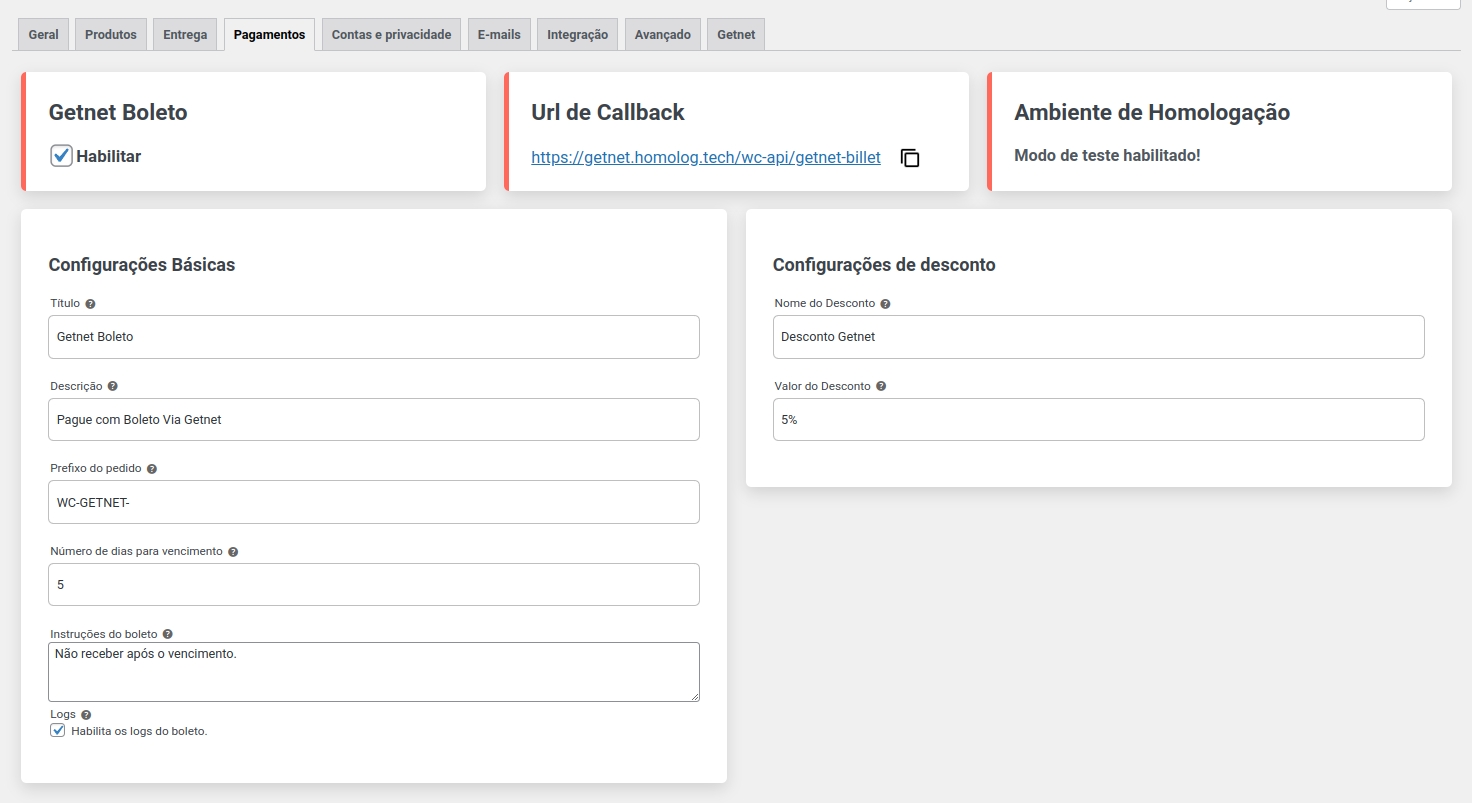 Geral
Produtos
Entrega
Pagamentos
Contas e privacidade
E-mails
Integração
Avançado
Getnet
Getnet Boleto
Habilitar
Url de Callback
https://getnet.homolog.tech/wc-api/getnet-billet
Ambiente de Homologação
Modo de teste habilitado!
Configurações Básicas
Título
Getnet Boleto
Descrição
Pague com Boleto Via Getnet
Prefixo do pedido
WC-GETNET-
Número de dias para vencimento
5
Instruções do boleto
Não receber após o vencimento.
Logs
Habilita os logs do boleto.
Configurações de desconto
Nome do Desconto
Desconto Getnet
Valor do Desconto
5%